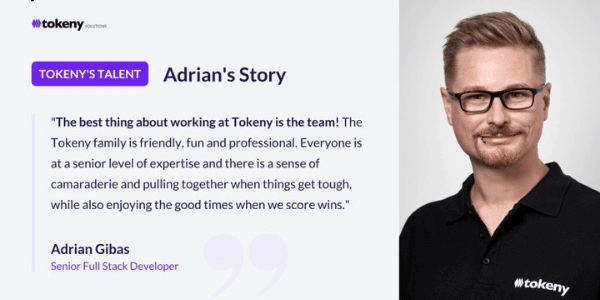 tokeny SOLUTIONS
TOKENY'S TALENT Adrian's Story
"The best thing about working at Tokeny is the team! The
Tokeny family is friendly, fun and professional. Everyone is
at a senior level of expertise and there is a sense of
camaraderie and pulling together when things get tough,
while also enjoying the good times when we score wins."
Adrian Gibas
Senior Full Stack Developer
tokeny